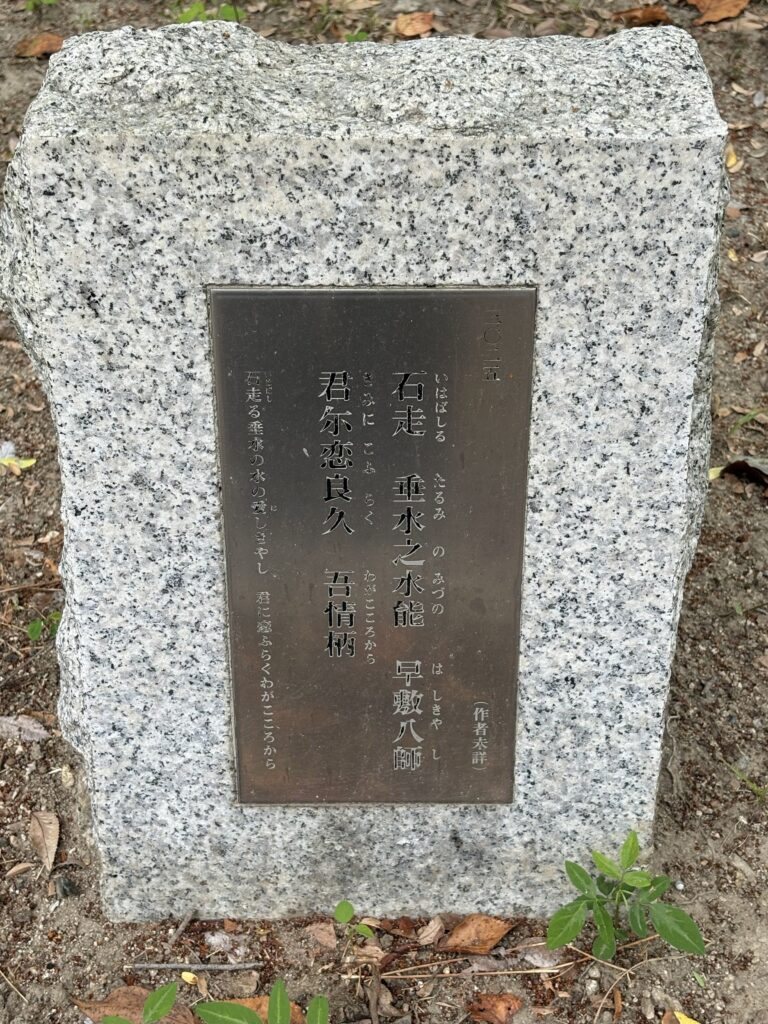 三〇二五
（作者未詳）
いはばしる　たるみ　の　みづの　は　しきや　し
石走　垂水之水能　早敷八師
きみに　こふ　らく　わがこころから
君尓恋良久　吾情柄
石走る垂水の水の愛しきやし　君に恋ふらくわがこころから